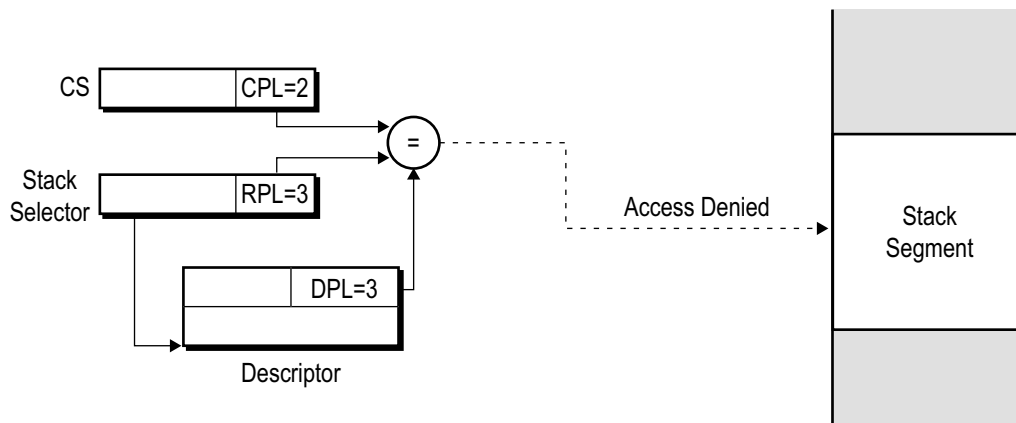 CS
CPL=2
=
Stack
Selector
RPL=3
Access Denied
Stack
Segment
DPL=3
Descriptor